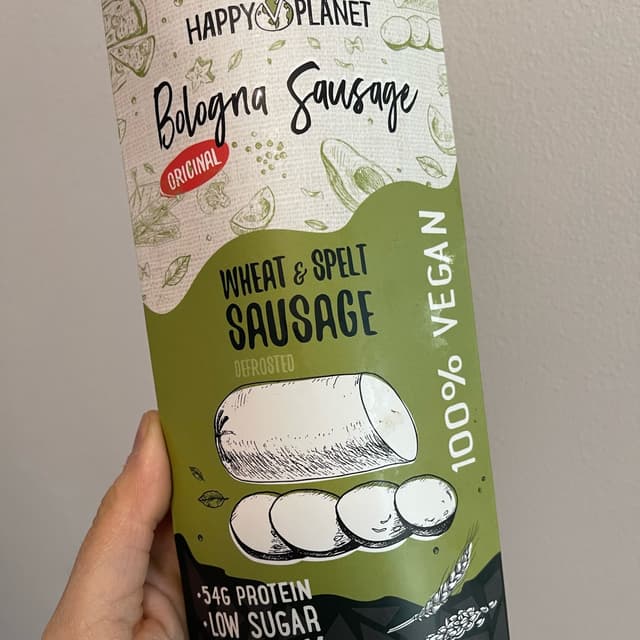 HAPPY PLANET
Bologna Sausage
ORIGINAL
WHEAT & SPELT
SAUSAGE
DEFROSTED
100% VEGAN
•54G PROTEIN
•LOW SUGAR